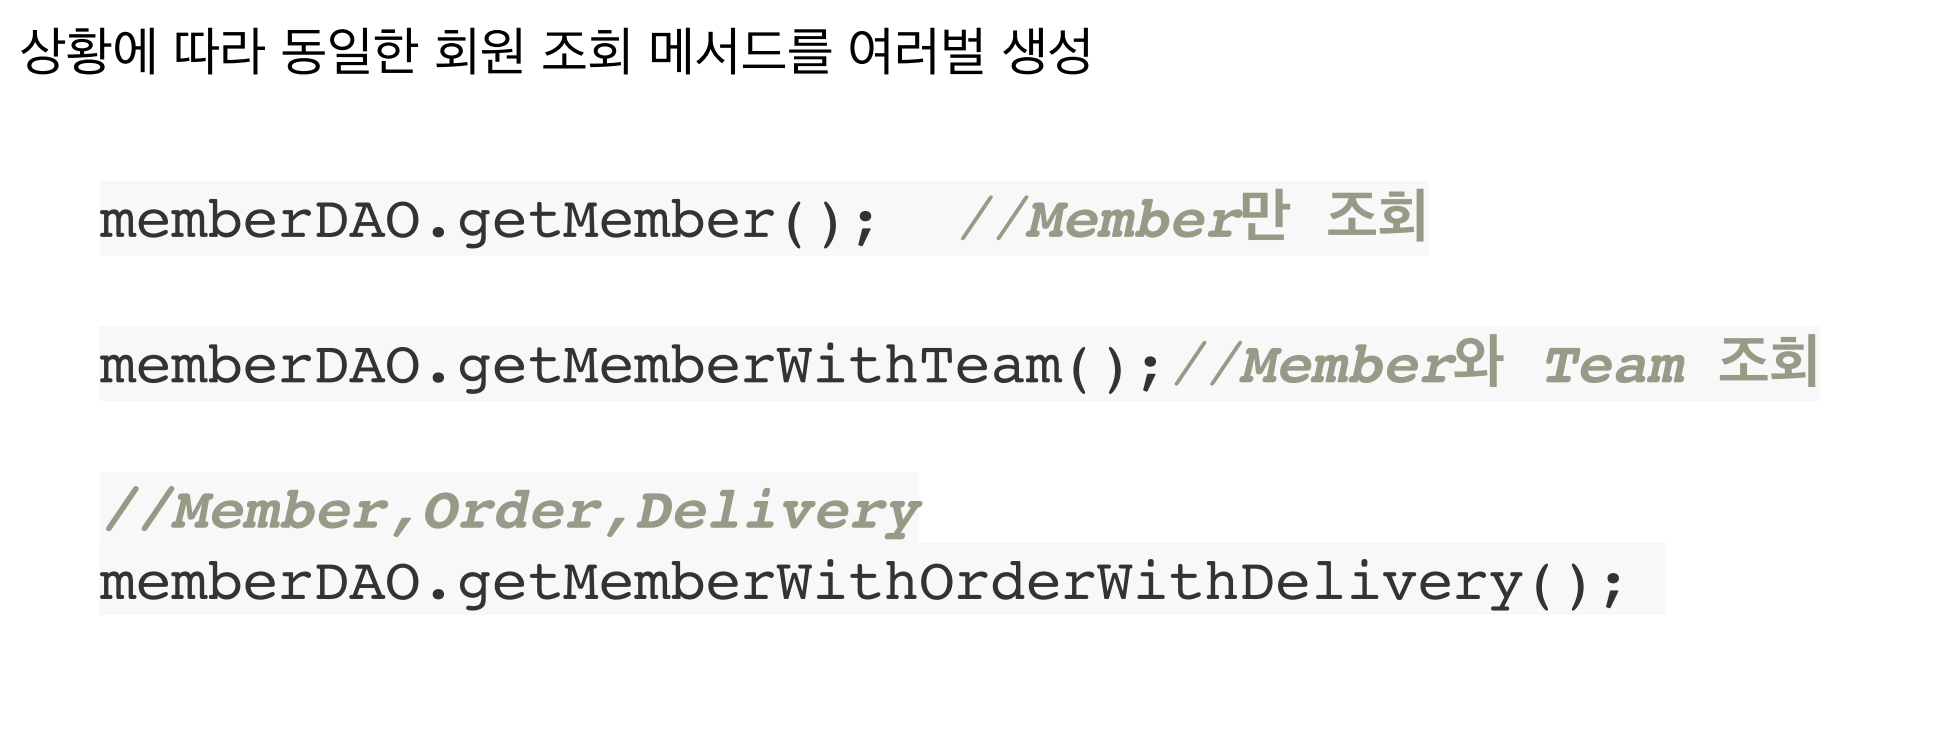 상황에 따라 동일한 회원 조회 메서드를 여러벌 생성
memberDAO.getMember();  //Member만 조회
memberDAO.getMemberWithTeam();//Member와 Team 조회
//Member,Order,Delivery
memberDAO.getMemberWithOrderWithDelivery();